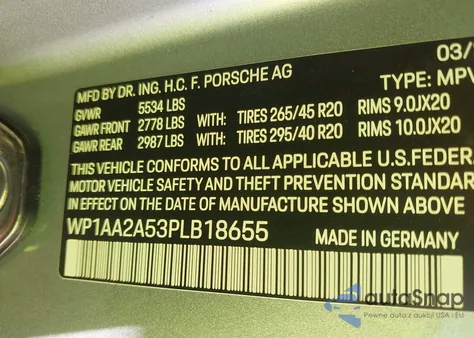 03/
MFD BY DR. ING. H.C. F. PORSCHE AG
TYPE: MPV
GVWR 5534 LBS
GAWR FRONT 2778 LBS WITH: TIRES 265/45 R20 RIMS 9.0JX20
GAWR REAR 2987 LBS WITH: TIRES 295/40 R20 RIMS 10.0JX20
THIS VEHICLE CONFORMS TO ALL APPLICABLE U.S.FEDERA
MOTOR VEHICLE SAFETY AND THEFT PREVENTION STANDAR
IN EFFECT ON THE DATE OF MANUFACTURE SHOWN ABOVE
WP1AA2A53PLB18655
MADE IN GERMANY
autoSnap
Pewne auta z aukcji USA i EU